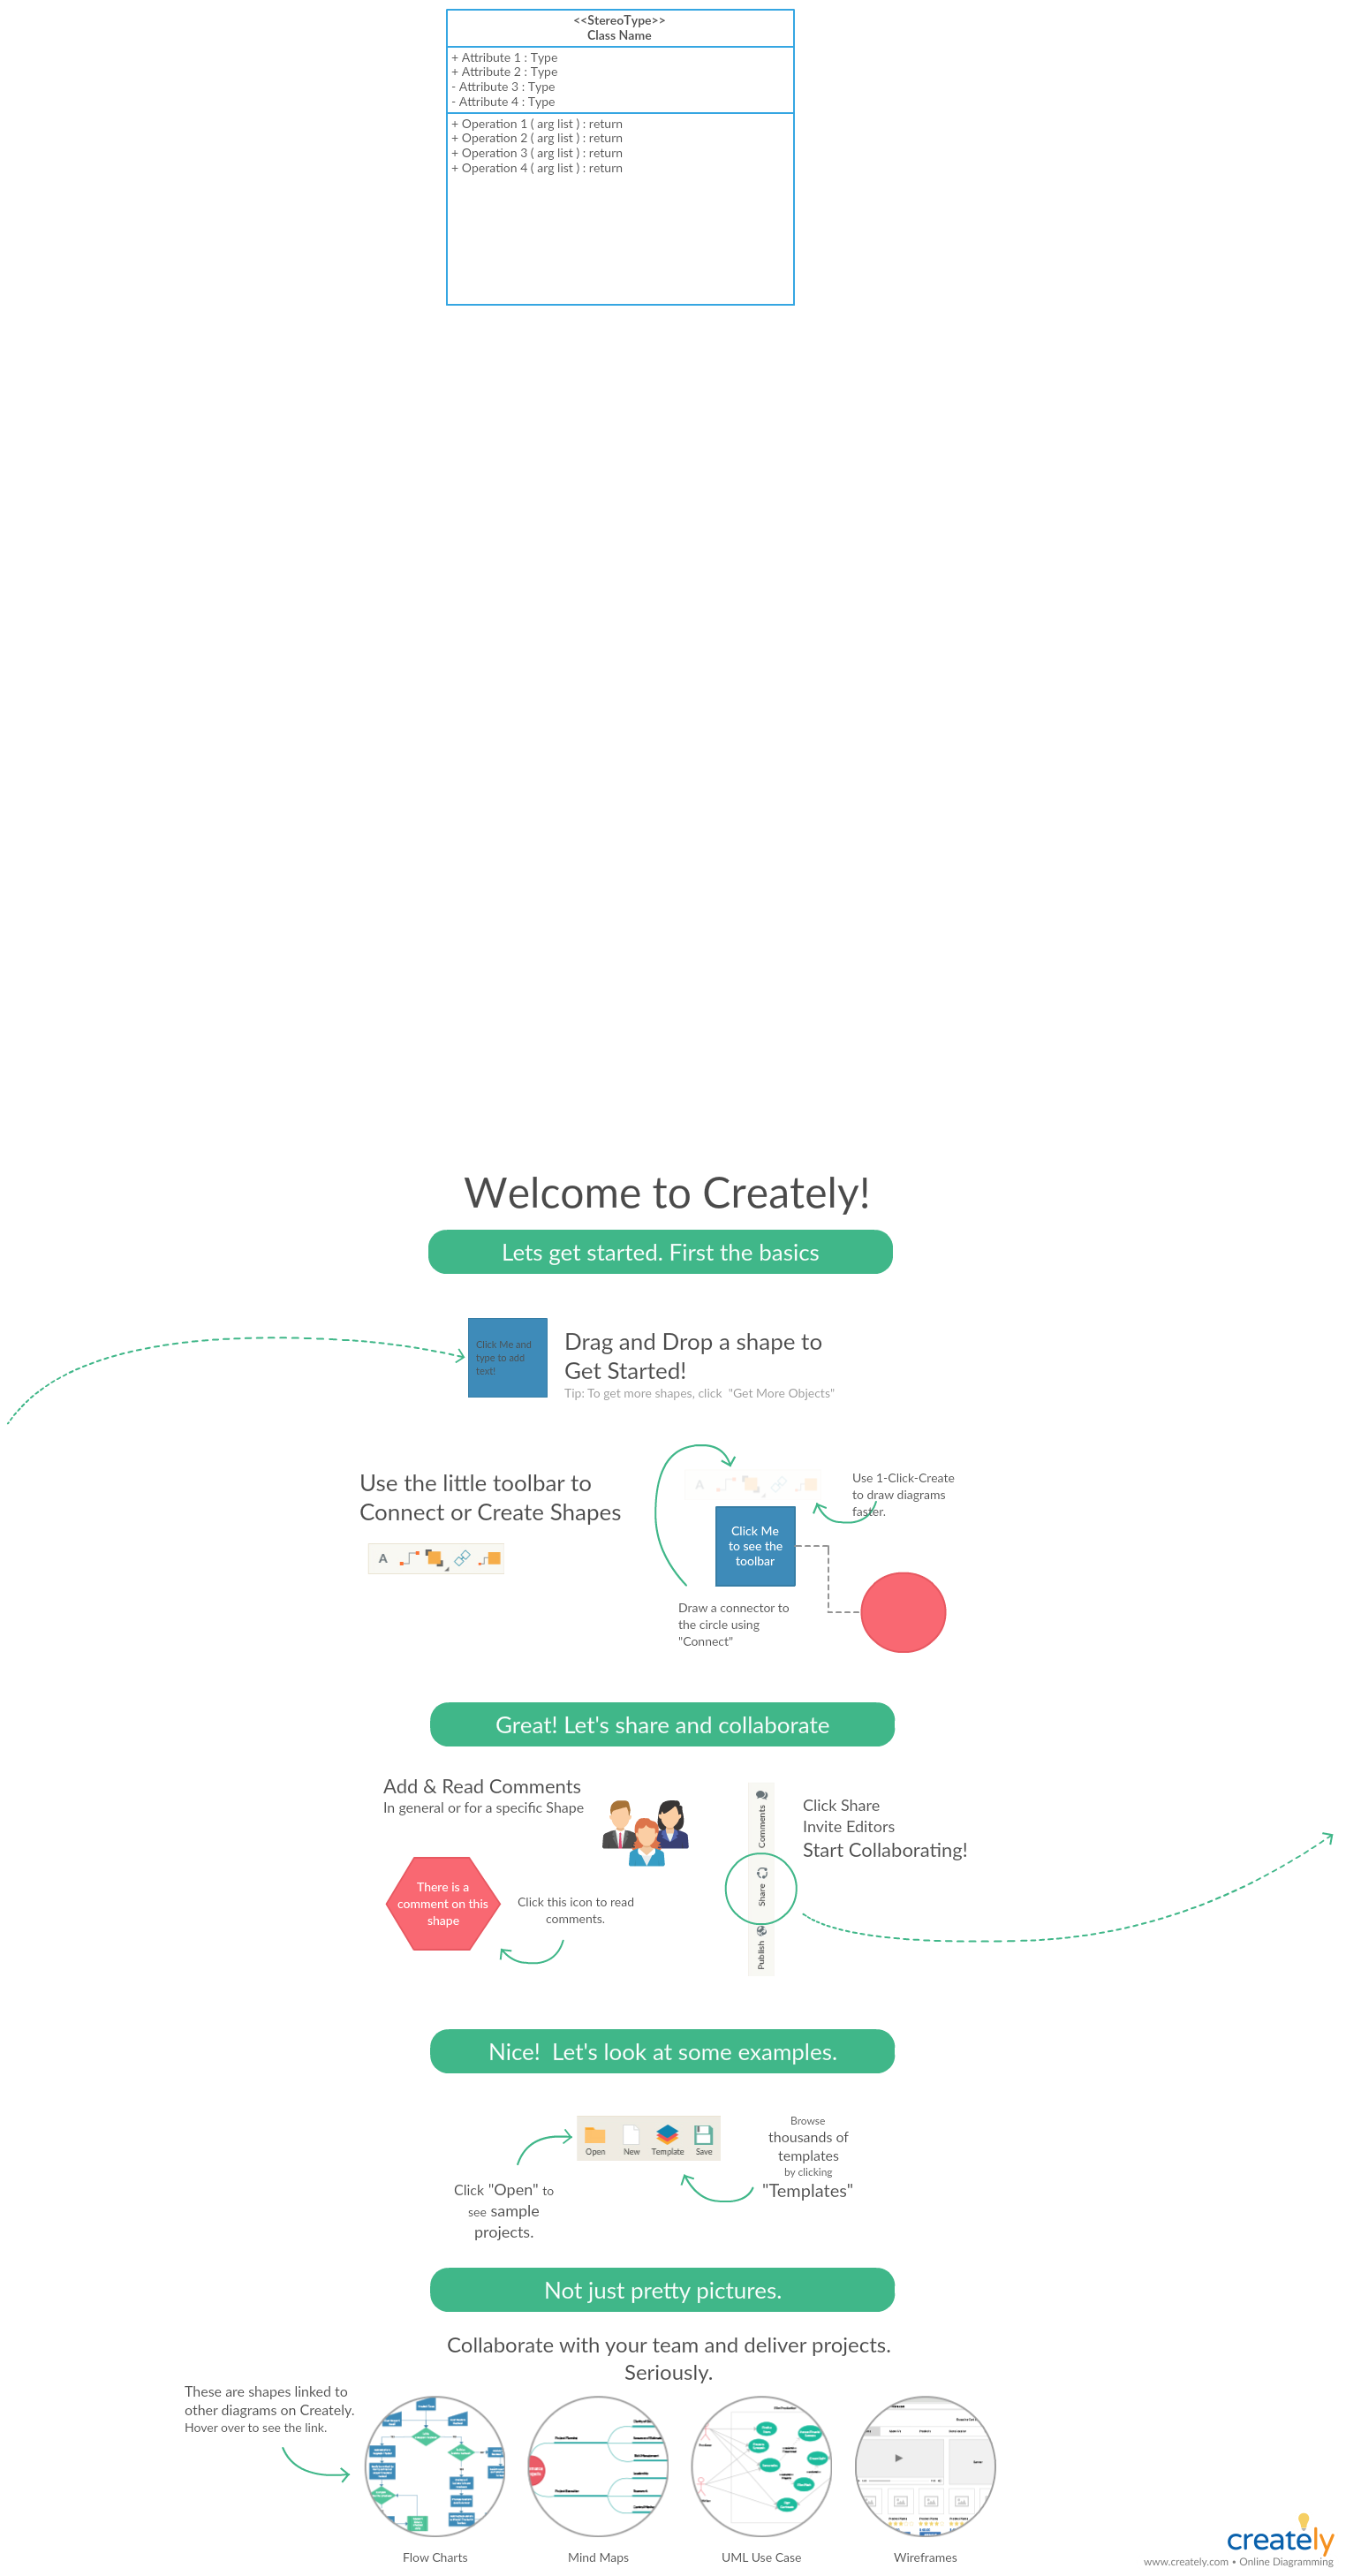 <<StereoType>>
Class Name
+ Attribute 1 : Type
+ Attribute 2 : Type
- Attribute 3 : Type
- Attribute 4 : Type
+ Operation 1 ( arg list ) : return
+ Operation 2 ( arg list ) : return
+ Operation 3 ( arg list ) : return
+ Operation 4 ( arg list ) : return
Welcome to Creately!
Lets get started. First the basics
Click Me and
type to add
text!
Drag and Drop a shape to
Get Started!
Tip: To get more shapes, click "Get More Objects"
Use the little toolbar to
Connect or Create Shapes
A
A
Use 1-Click-Create
to draw diagrams
faster.
Click Me
to see the
toolbar
Draw a connector to
the circle using
"Connect"
Great! Let's share and collaborate
Add & Read Comments
In general or for a specific Shape
There is a
comment on this
shape
Click this icon to read
comments.
Comments
Share
Publish
Click Share
Invite Editors
Start Collaborating!
Nice! Let's look at some examples.
Open New Template Save
Click "Open" to
see sample
projects.
Browse
thousands of
templates
by clicking
"Templates"
Not just pretty pictures.
Collaborate with your team and deliver projects.
Seriously.
These are shapes linked to
other diagrams on Creately.
Hover over to see the link.
Flow Charts
Mind Maps
UML Use Case
Wireframes
creately
www.creately.com • Online Diagramming